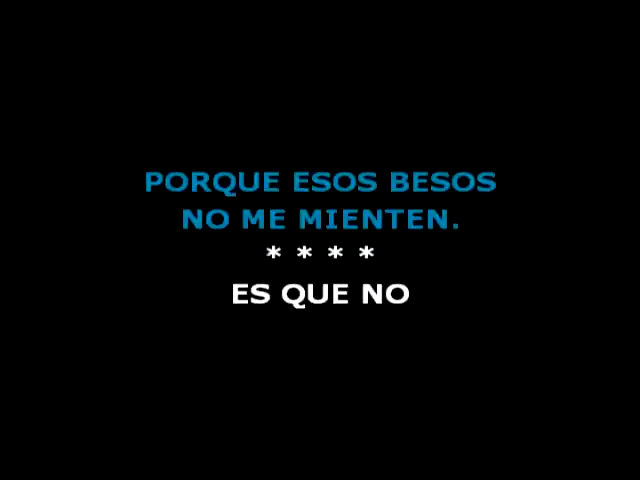 PORQUE ESOS BESOS
NO ME MIENTEN.
* * * *
ES QUE NO